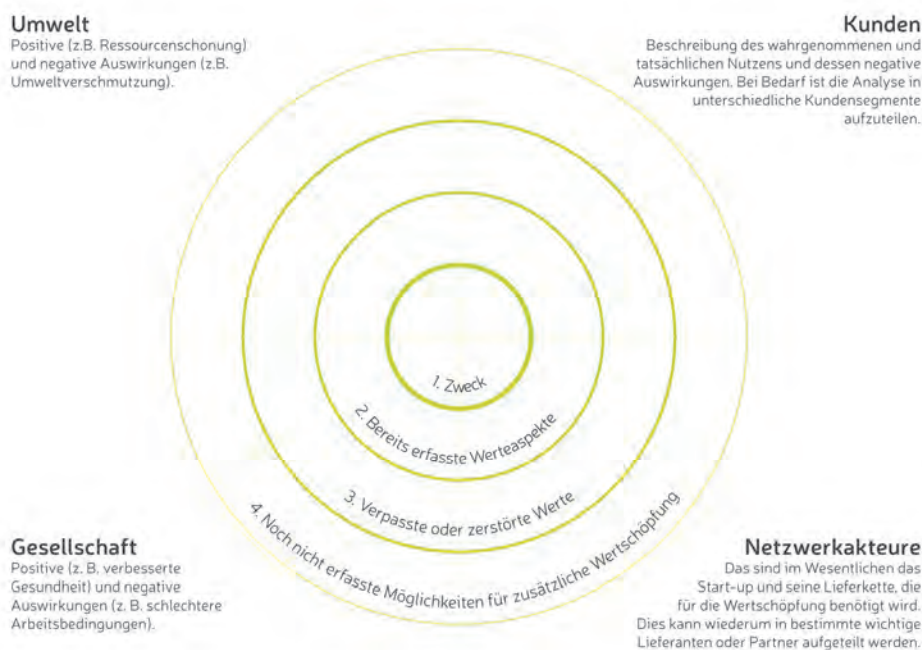 Umwelt
Positive (z.B. Ressourcenschonung)
und negative Auswirkungen (z.B.
Umweltverschmutzung).
Kunden
Beschreibung des wahrgenommenen und
tatsächlichen Nutzens und dessen negative
Auswirkungen. Bei Bedarf ist die Analyse in
unterschiedliche Kundensegmente
aufzuteilen.
1. Zweck
2. Bereits erfasste Werteaspekte
3. Verpasste oder zerstörte Werte
4. Noch nicht erfasste Möglichkeiten für zusätzliche Wertschöpfung
Gesellschaft
Positive (z. B. verbesserte
Gesundheit) und negative
Auswirkungen (z. B. schlechtere
Arbeitsbedingungen).
Netzwerkakteure
Das sind im Wesentlichen das
Start-up und seine Lieferkette, die
für die Wertschöpfung benötigt wird.
Dies kann wiederum in bestimmte wichtige
Lieferanten oder Partner aufgeteilt werden.